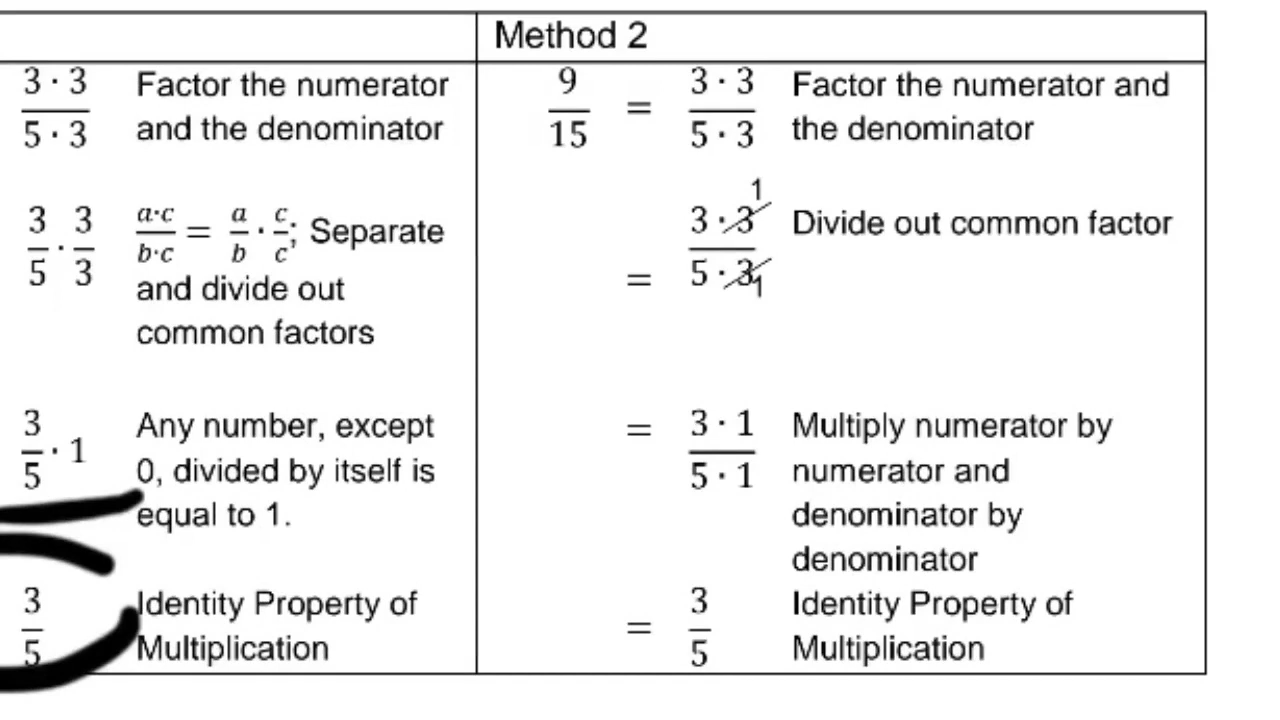 Method 2
3 · 3
5 · 3
Factor the numerator
and the denominator
3/5 · 3/3
a·c/b·c = a/b · c/c; Separate
and divide out
common factors
3/5 · 1
Any number, except
0, divided by itself is
equal to 1.
3/5
Identity Property of
Multiplication
9/15 = 3 · 3/5 · 3
Factor the numerator and
the denominator
1
= 3 · 3/5 · 3
1
Divide out common factor
= 3 · 1/5 · 1
Multiply numerator by
numerator and
denominator by
denominator
= 3/5
Identity Property of
Multiplication